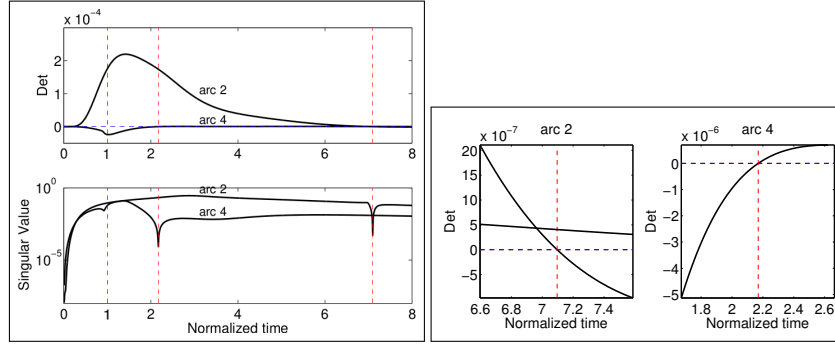 x 10⁻⁴
Det
2
1
0
arc 2
arc 4
0 1 2 4 6 8
Singular Value
10⁰
10⁻⁵
arc 2
arc 4
0 1 2 4 6 8
Normalized time
x 10⁻⁷ arc 2
Det
20
15
10
5
0
−5
6.6 6.8 7 7.2 7.4
Normalized time
x 10⁻⁶ arc 4
Det
0
−1
−2
−3
−4
−5
1.8 2 2.2 2.4 2.6
Normalized time